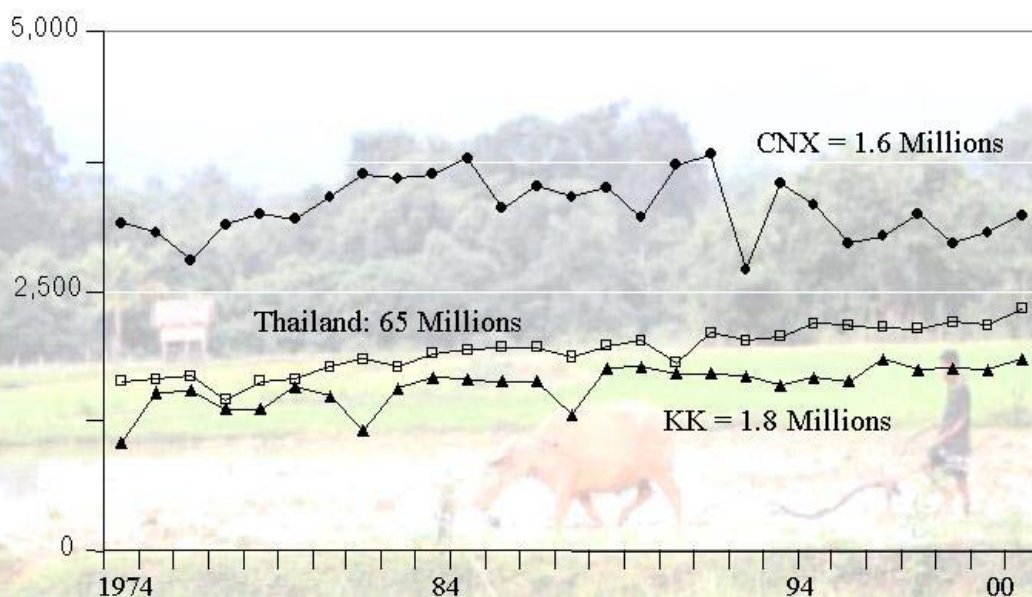 5,000
CNX = 1.6 Millions
2,500
Thailand: 65 Millions
KK = 1.8 Millions
0
1974 84 94 00